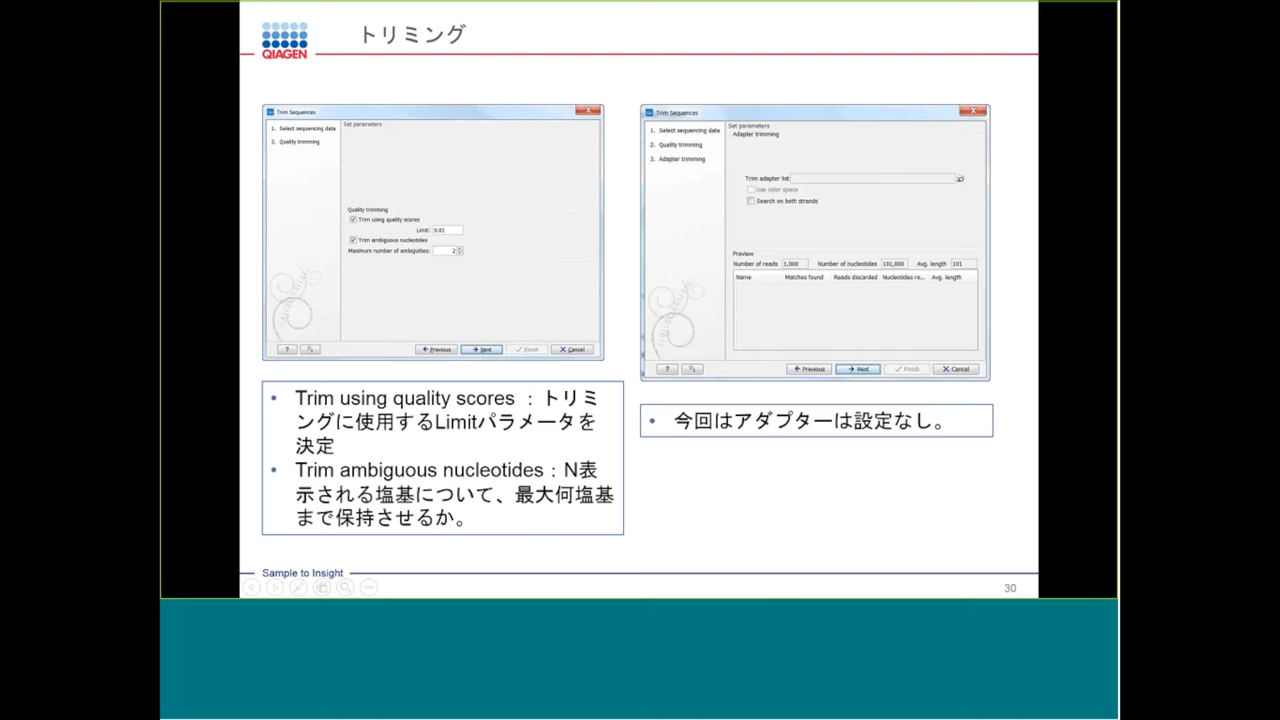 QIAGEN
トリミング
Trim Sequences
1. Select sequencing data
2. Quality trimming
Set parameters
Quality trimming
Trim using quality scores
Limit: 0.01
Trim ambiguous nucleotides
Maximum number of ambiguities: 2
? Previous Next Finish Cancel
Trim Sequences
1. Select sequencing data
2. Quality trimming
3. Adapter trimming
Set parameters
Adapter trimming
Trim adapter list
Use color space
Search on both strands
Preview
Number of reads 1,000 Number of nucleotides 101,000 Avg. length 101
Name Matches found Reads discarded Nucleotides re... Avg. length
? Previous Next Finish Cancel
• Trim using quality scores ：トリミ
ングに使用するLimitパラメータを
決定
• Trim ambiguous nucleotides：N表
示される塩基について、最大何塩基
まで保持させるか。
• 今回はアダプターは設定なし。
Sample to Insight
30